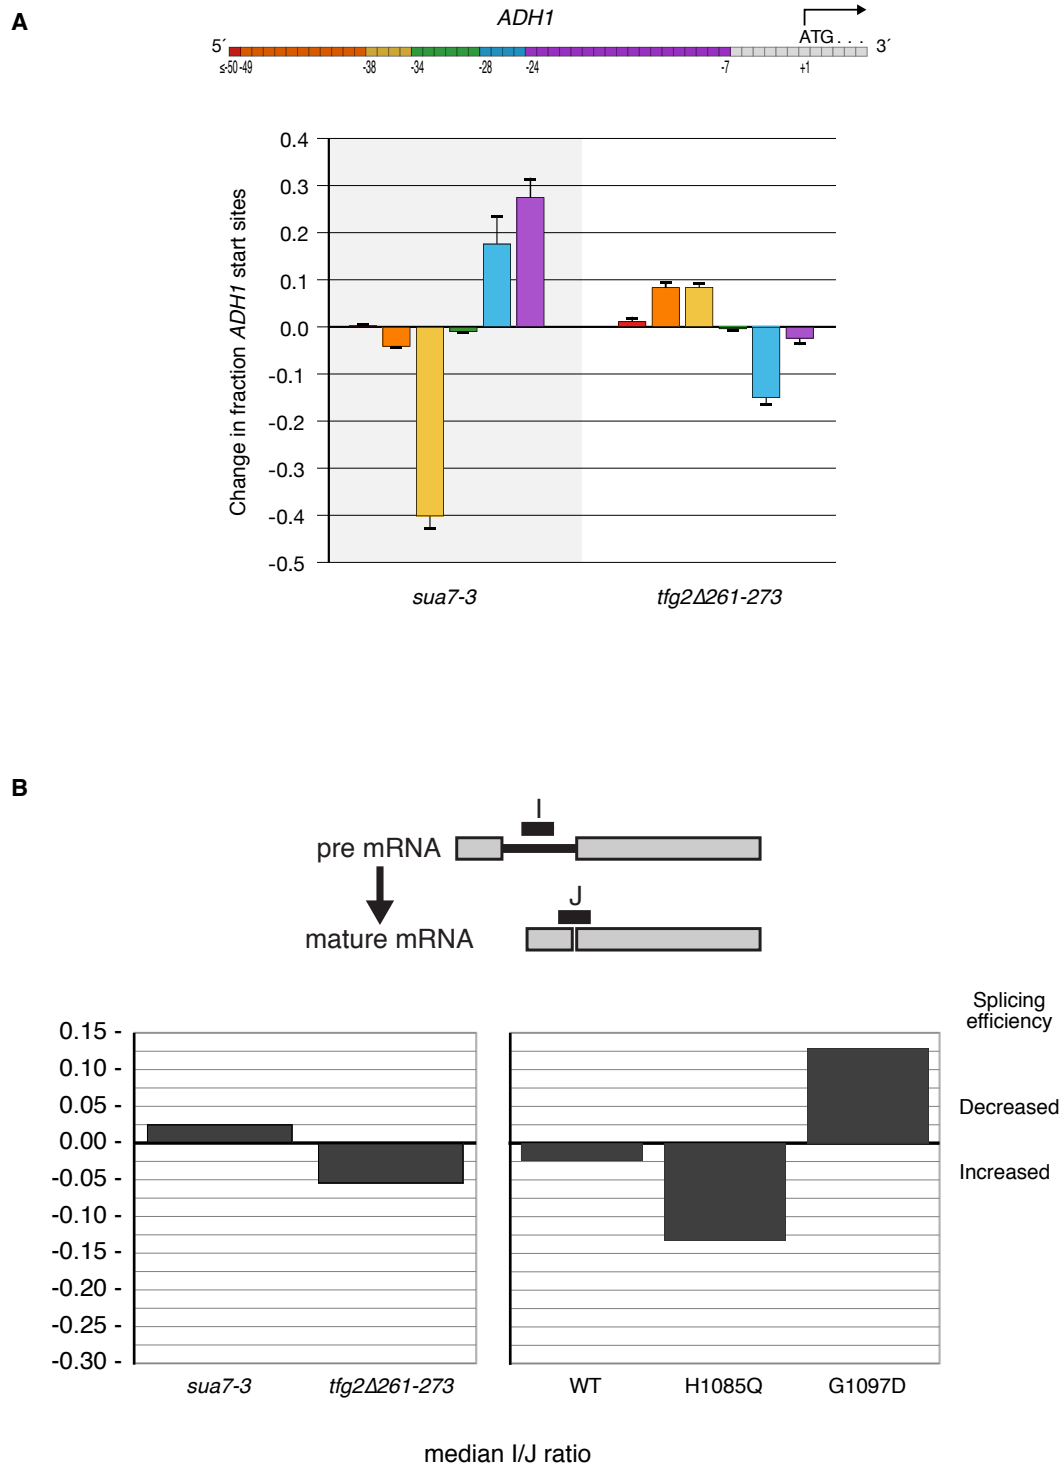 A
ADH1
ATG . . .
5´
3´
≤-50 -49 -38 -34 -28 -24 -7 +1
0.4
0.3
0.2
0.1
0.0
-0.1
-0.2
-0.3
-0.4
-0.5
Change in fraction ADH1 start sites
sua7-3 tfg2Δ261-273
B
I
pre mRNA
J
mature mRNA
Splicing
efficiency
0.15 -
0.10 -
0.05 -
0.00 -
-0.05 -
-0.10 -
-0.15 -
-0.20 -
-0.25 -
-0.30 -
Decreased
Increased
sua7-3 tfg2Δ261-273 WT H1085Q G1097D
median I/J ratio